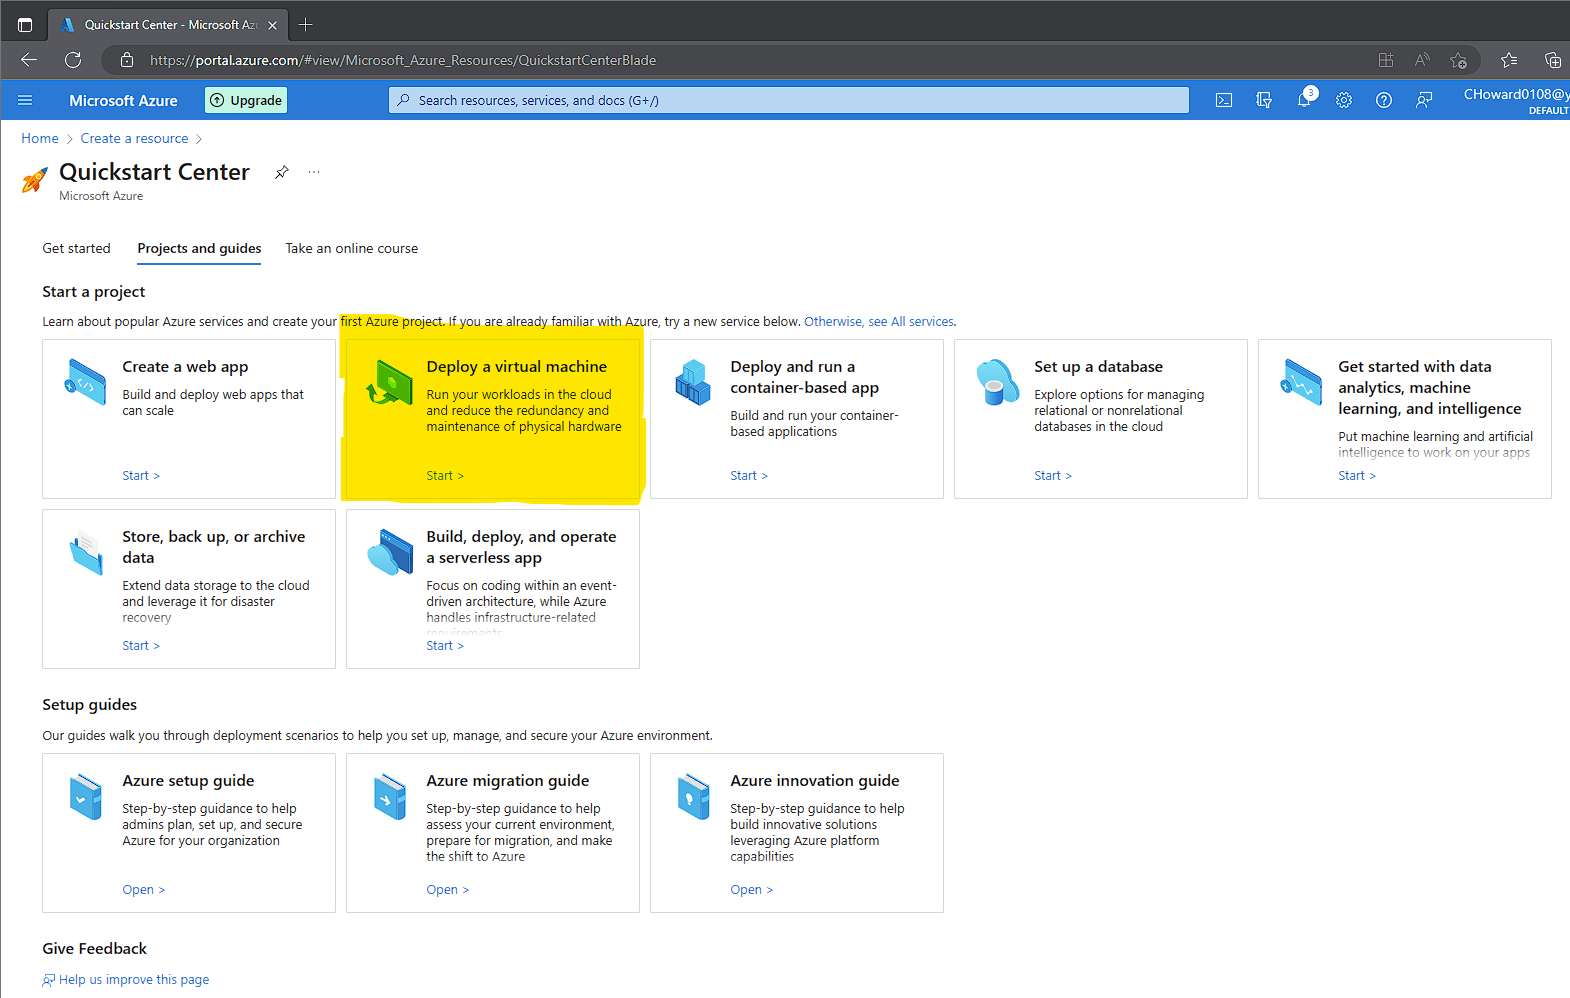 Quickstart Center - Microsoft Az
https://portal.azure.com/#view/Microsoft_Azure_Resources/QuickstartCenterBlade
Microsoft Azure
Upgrade
Search resources, services, and docs (G+/)
3
CHoward0108@y
DEFAULT
Home > Create a resource >
Quickstart Center
...
Microsoft Azure
Get started
Projects and guides
Take an online course
Start a project
Learn about popular Azure services and create your first Azure project. If you are already familiar with Azure, try a new service below. Otherwise, see All services.
Create a web app
Build and deploy web apps that
can scale
Start >
Deploy a virtual machine
Run your workloads in the cloud
and reduce the redundancy and
maintenance of physical hardware
Start >
Deploy and run a
container-based app
Build and run your container-
based applications
Start >
Set up a database
Explore options for managing
relational or nonrelational
databases in the cloud
Start >
Get started with data
analytics, machine
learning, and intelligence
Put machine learning and artificial
intelligence to work on your apps
Start >
Store, back up, or archive
data
Extend data storage to the cloud
and leverage it for disaster
recovery
Start >
Build, deploy, and operate
a serverless app
Focus on coding within an event-
driven architecture, while Azure
handles infrastructure-related
requirements
Start >
Setup guides
Our guides walk you through deployment scenarios to help you set up, manage, and secure your Azure environment.
Azure setup guide
Step-by-step guidance to help
admins plan, set up, and secure
Azure for your organization
Open >
Azure migration guide
Step-by-step guidance to help
assess your current environment,
prepare for migration, and make
the shift to Azure
Open >
Azure innovation guide
Step-by-step guidance to help
build innovative solutions
leveraging Azure platform
capabilities
Open >
Give Feedback
Help us improve this page